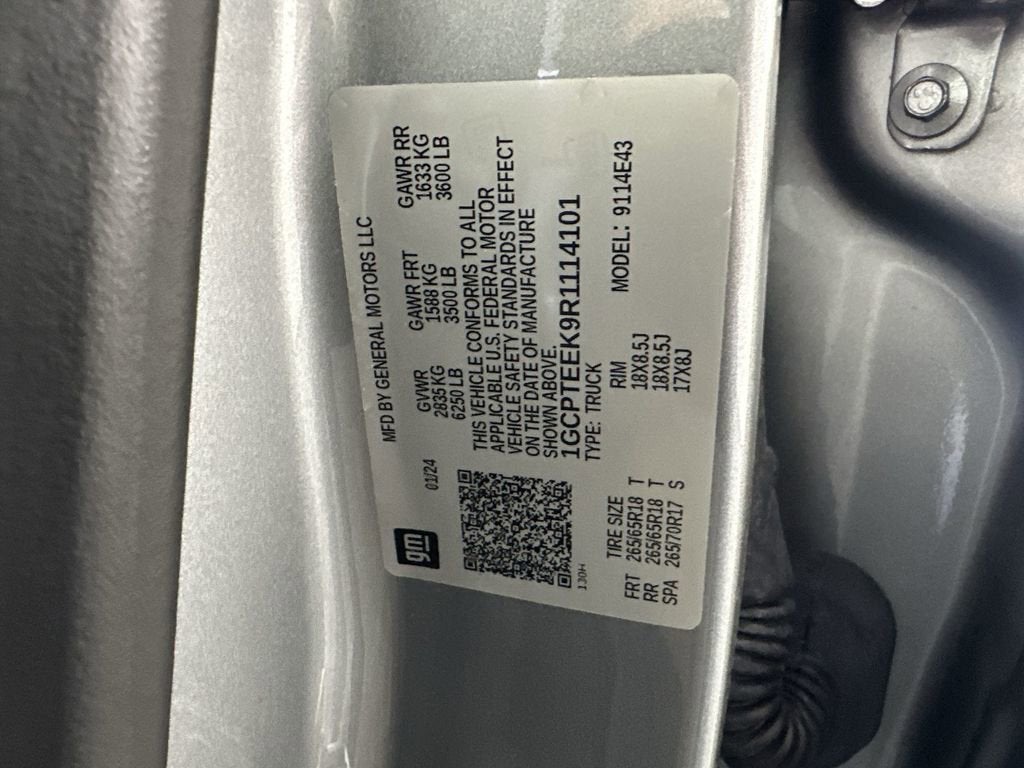 gm
01/24
MFD BY GENERAL MOTORS LLC
GVWR GAWR FRT GAWR RR
2835 KG 1588 KG 1633 KG
6250 LB 3500 LB 3600 LB
THIS VEHICLE CONFORMS TO ALL
APPLICABLE U.S. FEDERAL MOTOR
VEHICLE SAFETY STANDARDS IN EFFECT
ON THE DATE OF MANUFACTURE
SHOWN ABOVE.
1GCPTEEK9R1114101
TYPE: TRUCK
130H
TIRE SIZE RIM MODEL: 9114E43
FRT 265/65R18 T 18X8.5J
RR 265/65R18 T 18X8.5J
SPA 265/70R17 S 17X8J